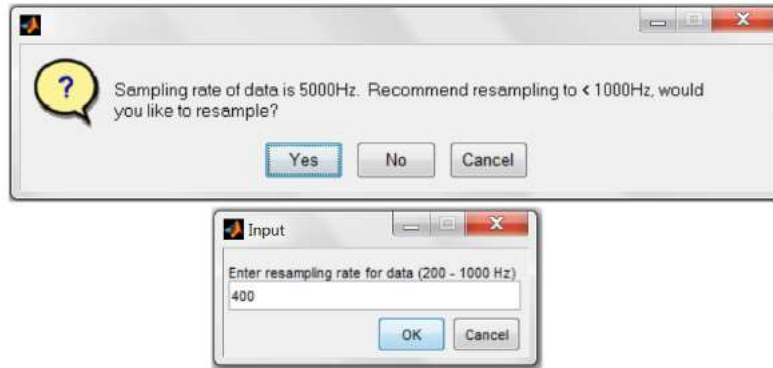 ?
Sampling rate of data is 5000Hz.  Recommend resampling to < 1000Hz, would
you like to resample?
Yes No Cancel
Input
Enter resampling rate for data (200 - 1000 Hz)
400
OK Cancel